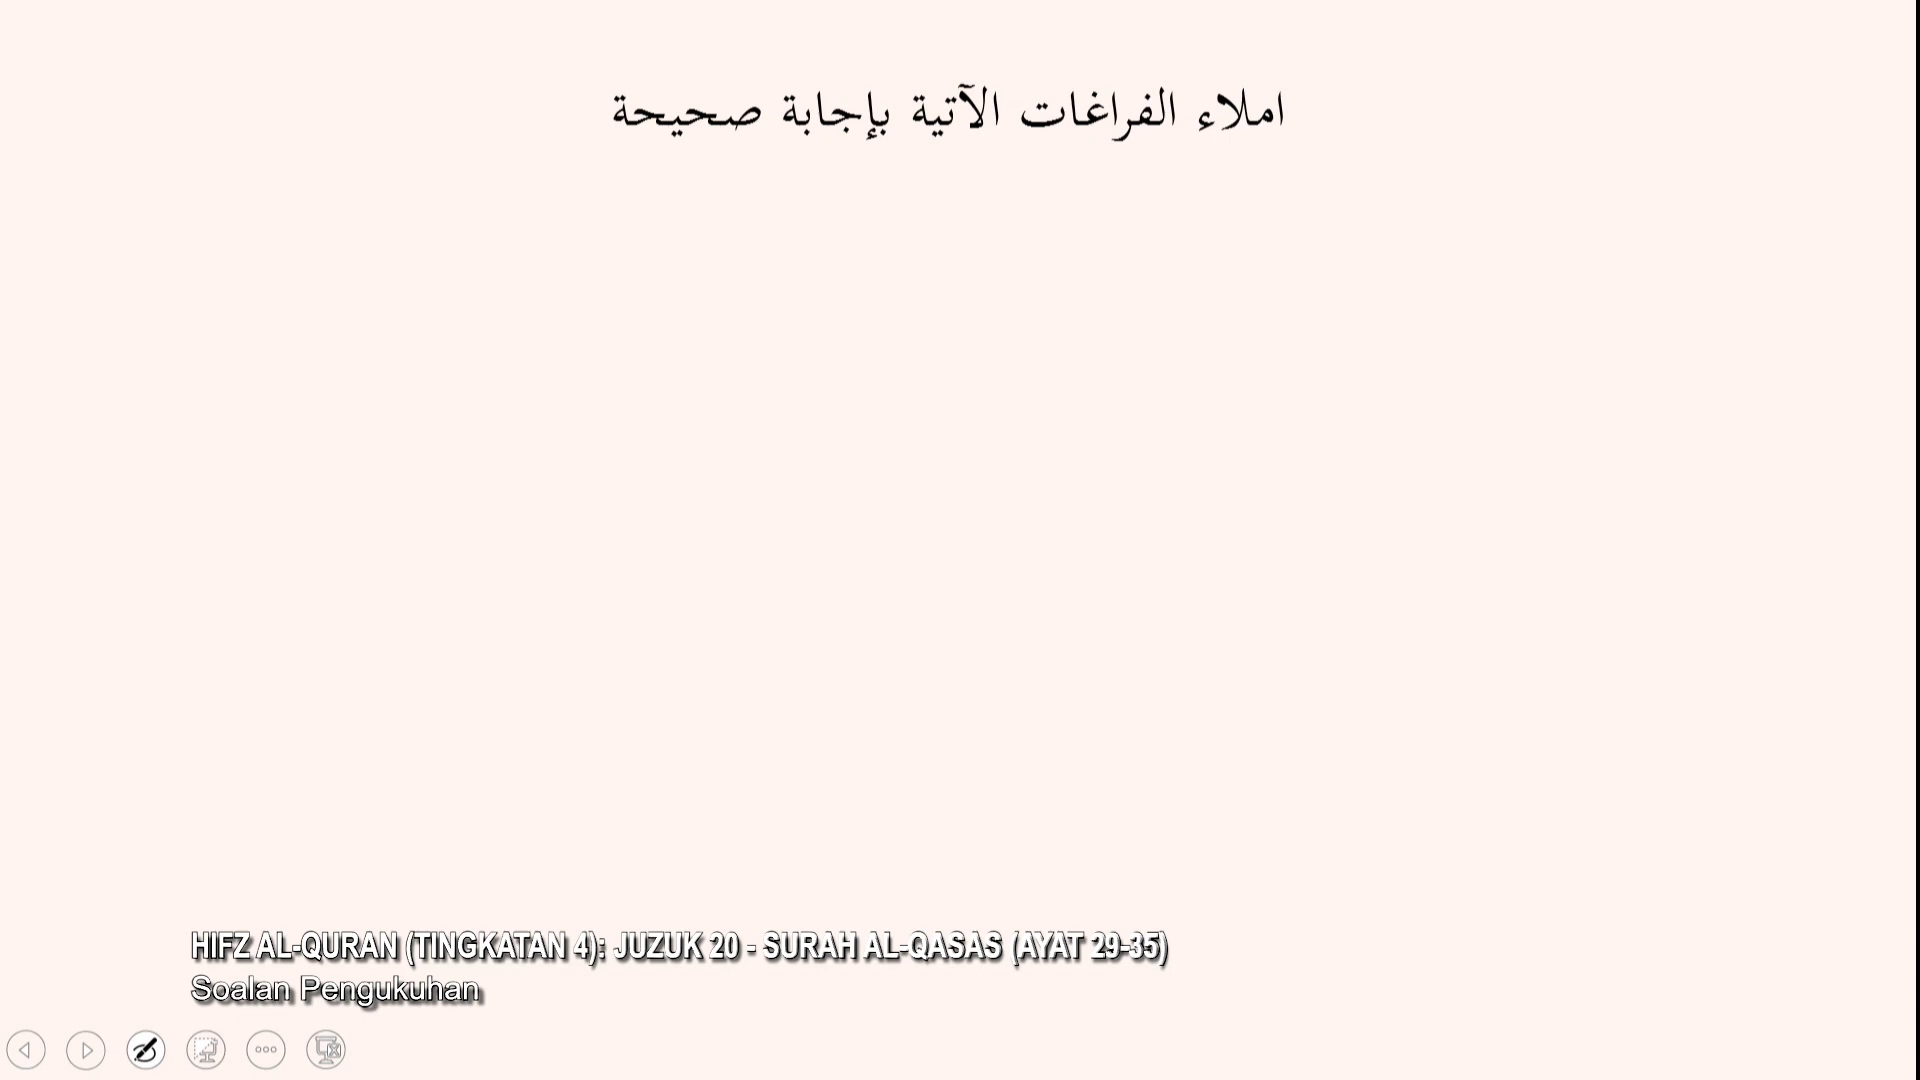 املاء الفراغات الآتية بإجابة صحيحة
HIFZ AL-QURAN (TINGKATAN 4): JUZUK 20 - SURAH AL-QASAS (AYAT 29-35)
Soalan Pengukuhan